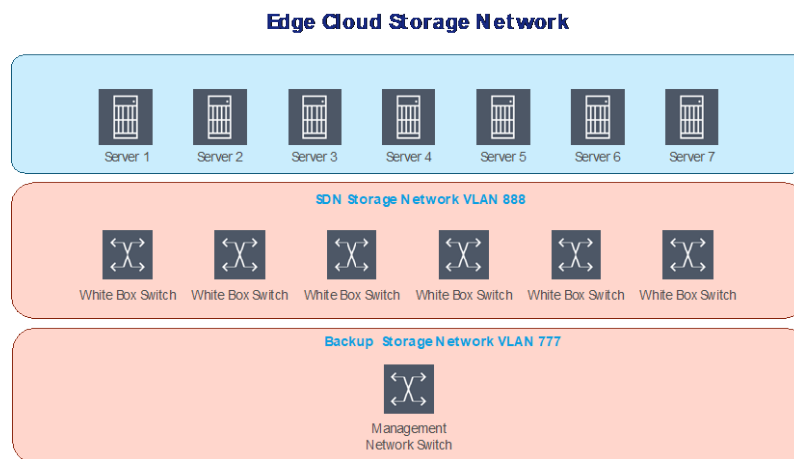 Edge Cloud Storage Network
Server 1 Server 2 Server 3 Server 4 Server 5 Server 6 Server 7
SDN Storage Network VLAN 888
White Box Switch White Box Switch White Box Switch White Box Switch White Box Switch White Box Switch
Backup Storage Network VLAN 777
Management
Network Switch